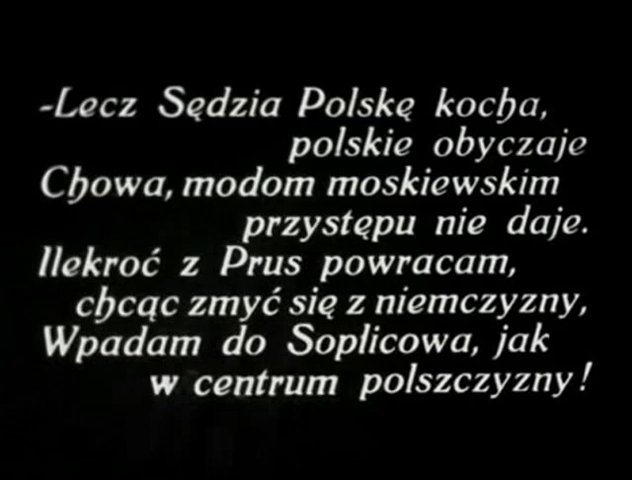 -Lecz Sędzia Polskę kocha,
polskie obyczaje
Chowa, modom moskiewskim
przystępu nie daje.
Ilekroć z Prus powracam,
chcąc zmyć się z niemczyzny,
Wpadam do Soplicowa, jak
w centrum polszczyzny!